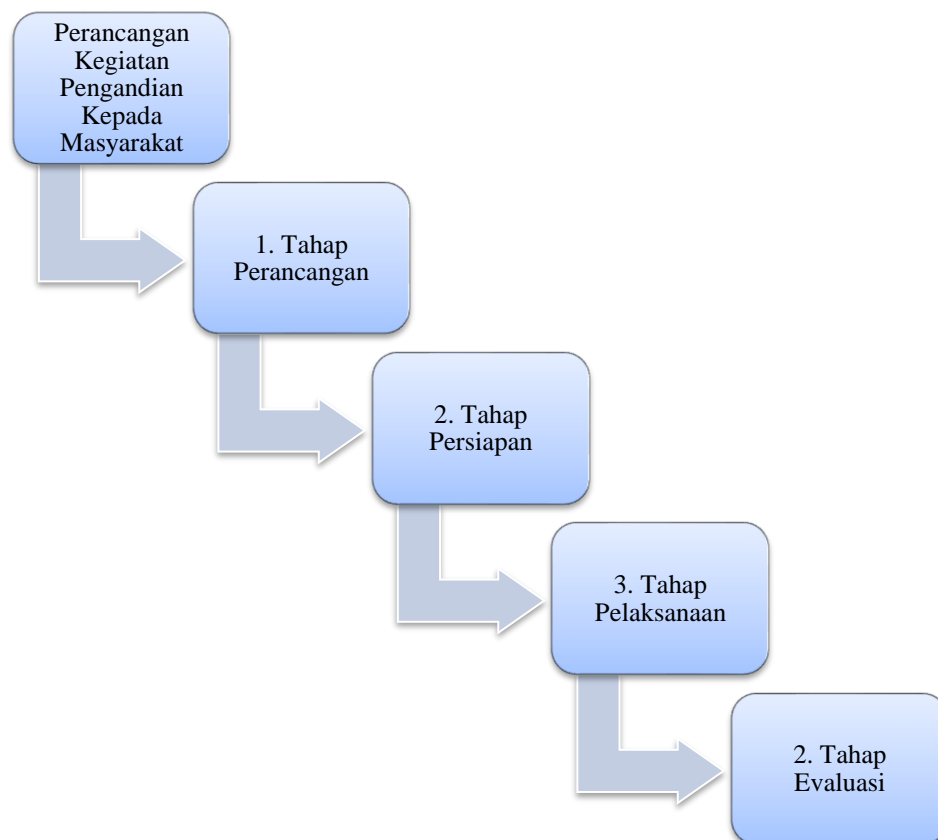 Perancangan
Kegiatan
Pengandian
Kepada
Masyarakat
1. Tahap
Perancangan
2. Tahap
Persiapan
3. Tahap
Pelaksanaan
2. Tahap
Evaluasi